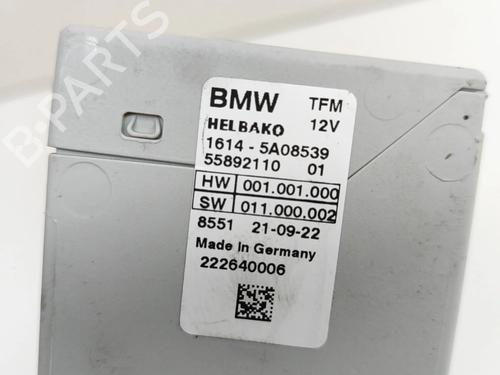 B-PARTS
BMW TFM
HELBAKO 12V
1614 - 5A08539
55892110 01
HW 001.001.000
SW 011.000.002
8551 21-09-22
Made in Germany
222640006